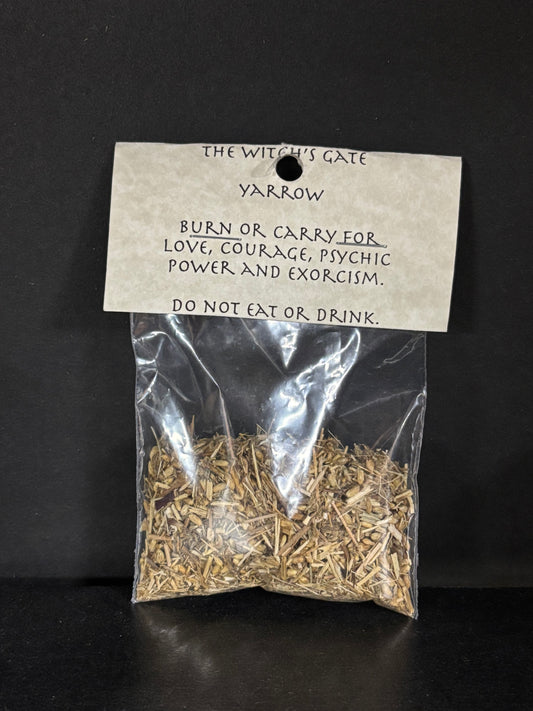 THE WITCH'S GATE
YARROW
BURN OR CARRY FOR
LOVE, COURAGE, PSYCHIC
POWER AND EXORCISM.
DO NOT EAT OR DRINK.